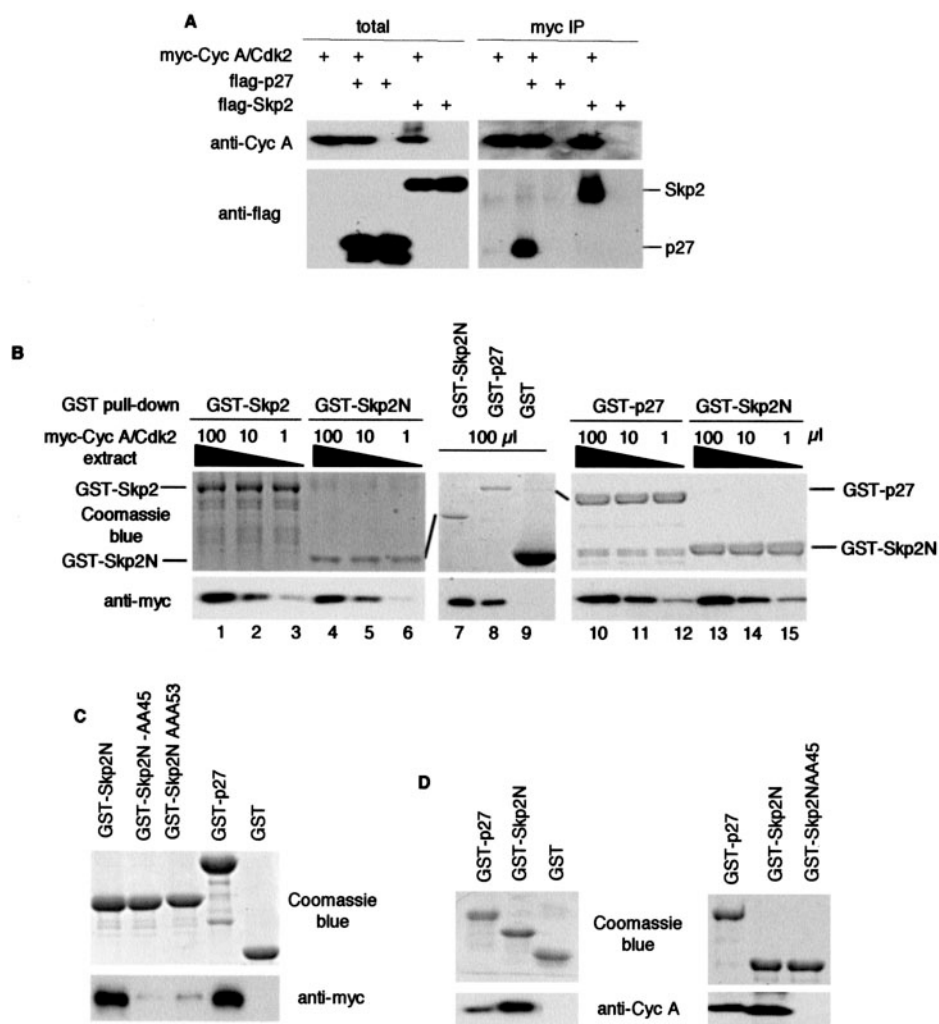 A
total myc IP
myc-Cyc A/Cdk2 + + + + + +
flag-p27 + + + +
flag-Skp2 + + + +
anti-Cyc A
anti-flag
Skp2
p27
B
GST-Skp2N
GST-p27
GST
GST pull-down GST-Skp2 GST-Skp2N GST-p27 GST-Skp2N
myc-Cyc A/Cdk2 100 10 1 100 10 1 100 µl 100 10 1 100 10 1 µl
extract
GST-Skp2
Coomassie
blue
GST-Skp2N
GST-p27
GST-Skp2N
anti-myc
1 2 3 4 5 6 7 8 9 10 11 12 13 14 15
C
GST-Skp2N
GST-Skp2N -AA45
GST-Skp2N AAA53
GST-p27
GST
Coomassie
blue
anti-myc
D
GST-p27
GST-Skp2N
GST
Coomassie
blue
anti-Cyc A
GST-p27
GST-Skp2N
GST-Skp2NAA45